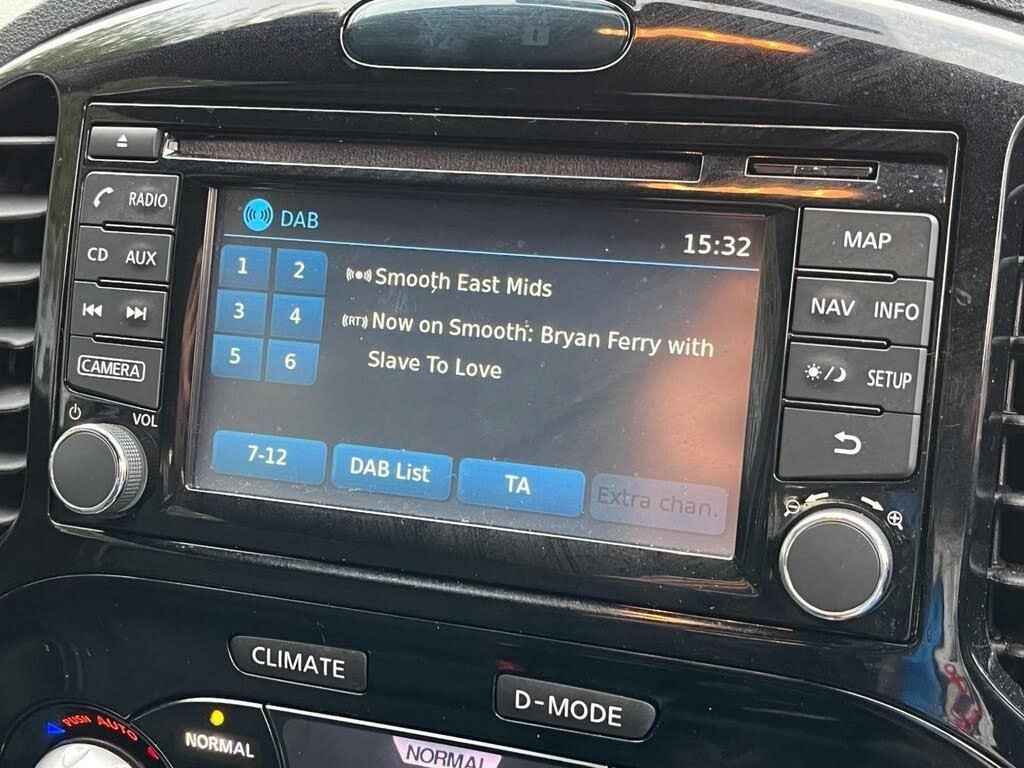 RADIO
CD AUX
CAMERA
VOL
DAB
15:32
1 2
3 4
5 6
Smooth East Mids
(RT) Now on Smooth: Bryan Ferry with
Slave To Love
7-12
DAB List
TA
Extra chan.
MAP
NAV INFO
SETUP
CLIMATE
D-MODE
PUSH AUTO
NORMAL
NORMAL